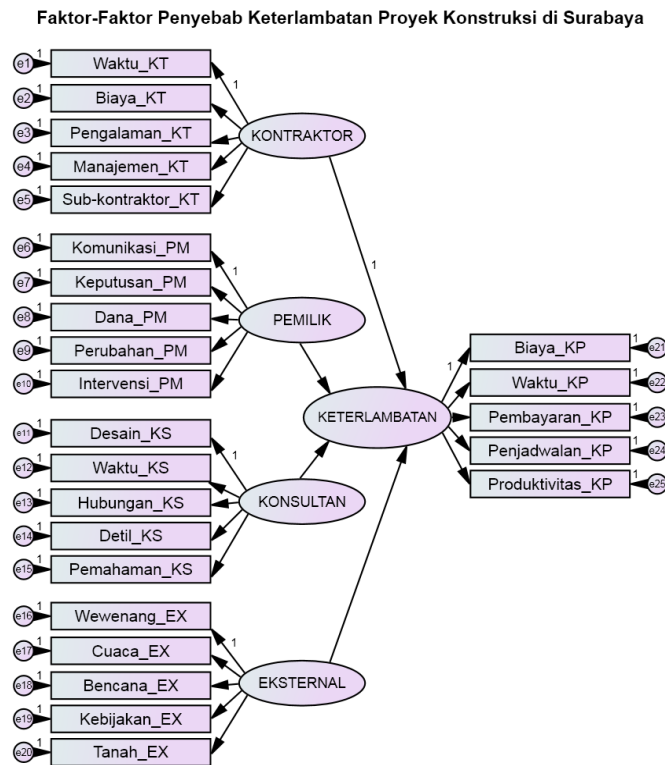 Faktor-Faktor Penyebab Keterlambatan Proyek Konstruksi di Surabaya
e1 1 Waktu_KT
e2 1 Biaya_KT
e3 1 Pengalaman_KT
e4 1 Manajemen_KT
e5 1 Sub-kontraktor_KT
1
KONTRAKTOR
1
e6 1 Komunikasi_PM
e7 1 Keputusan_PM
e8 1 Dana_PM
e9 1 Perubahan_PM
e10 1 Intervensi_PM
1
PEMILIK
e11 1 Desain_KS
e12 1 Waktu_KS
e13 1 Hubungan_KS
e14 1 Detil_KS
e15 1 Pemahaman_KS
1
KONSULTAN
e16 1 Wewenang_EX
e17 1 Cuaca_EX
e18 1 Bencana_EX
e19 1 Kebijakan_EX
e20 1 Tanah_EX
1
EKSTERNAL
KETERLAMBATAN
1
Biaya_KP 1 e21
Waktu_KP 1 e22
Pembayaran_KP 1 e23
Penjadwalan_KP 1 e24
Produktivitas_KP 1 e25